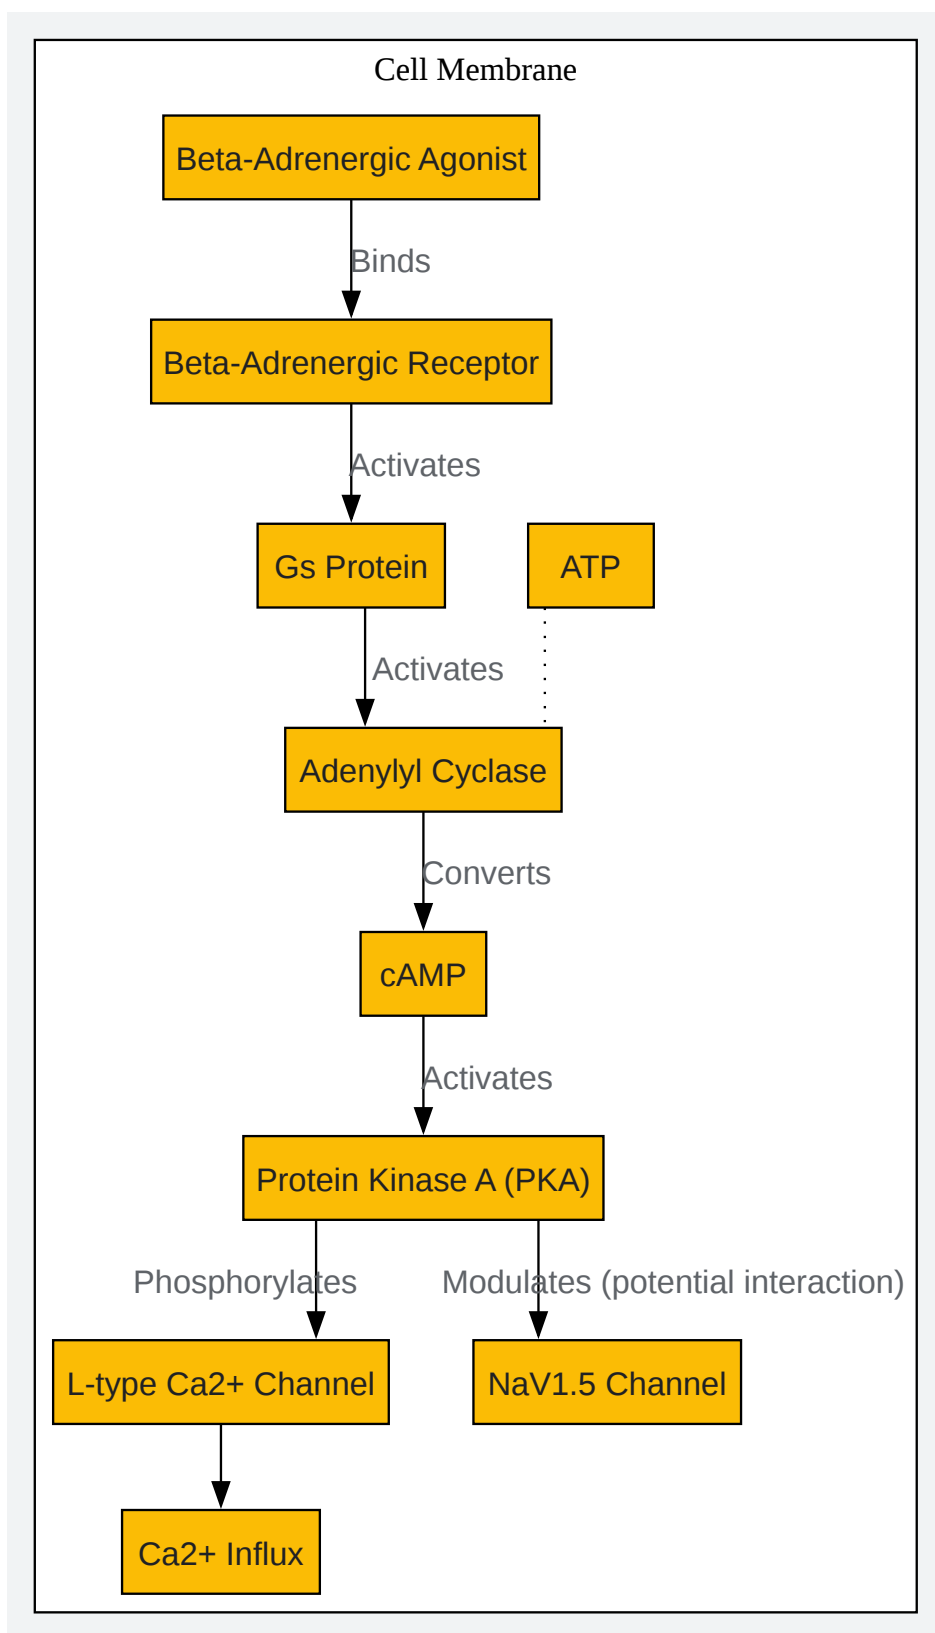 Cell Membrane
Beta-Adrenergic Agonist
Binds
Beta-Adrenergic Receptor
Activates
Gs Protein
ATP
Activates
Adenylyl Cyclase
Converts
cAMP
Activates
Protein Kinase A (PKA)
Phosphorylates
Modulates (potential interaction)
L-type Ca2+ Channel
NaV1.5 Channel
Ca2+ Influx